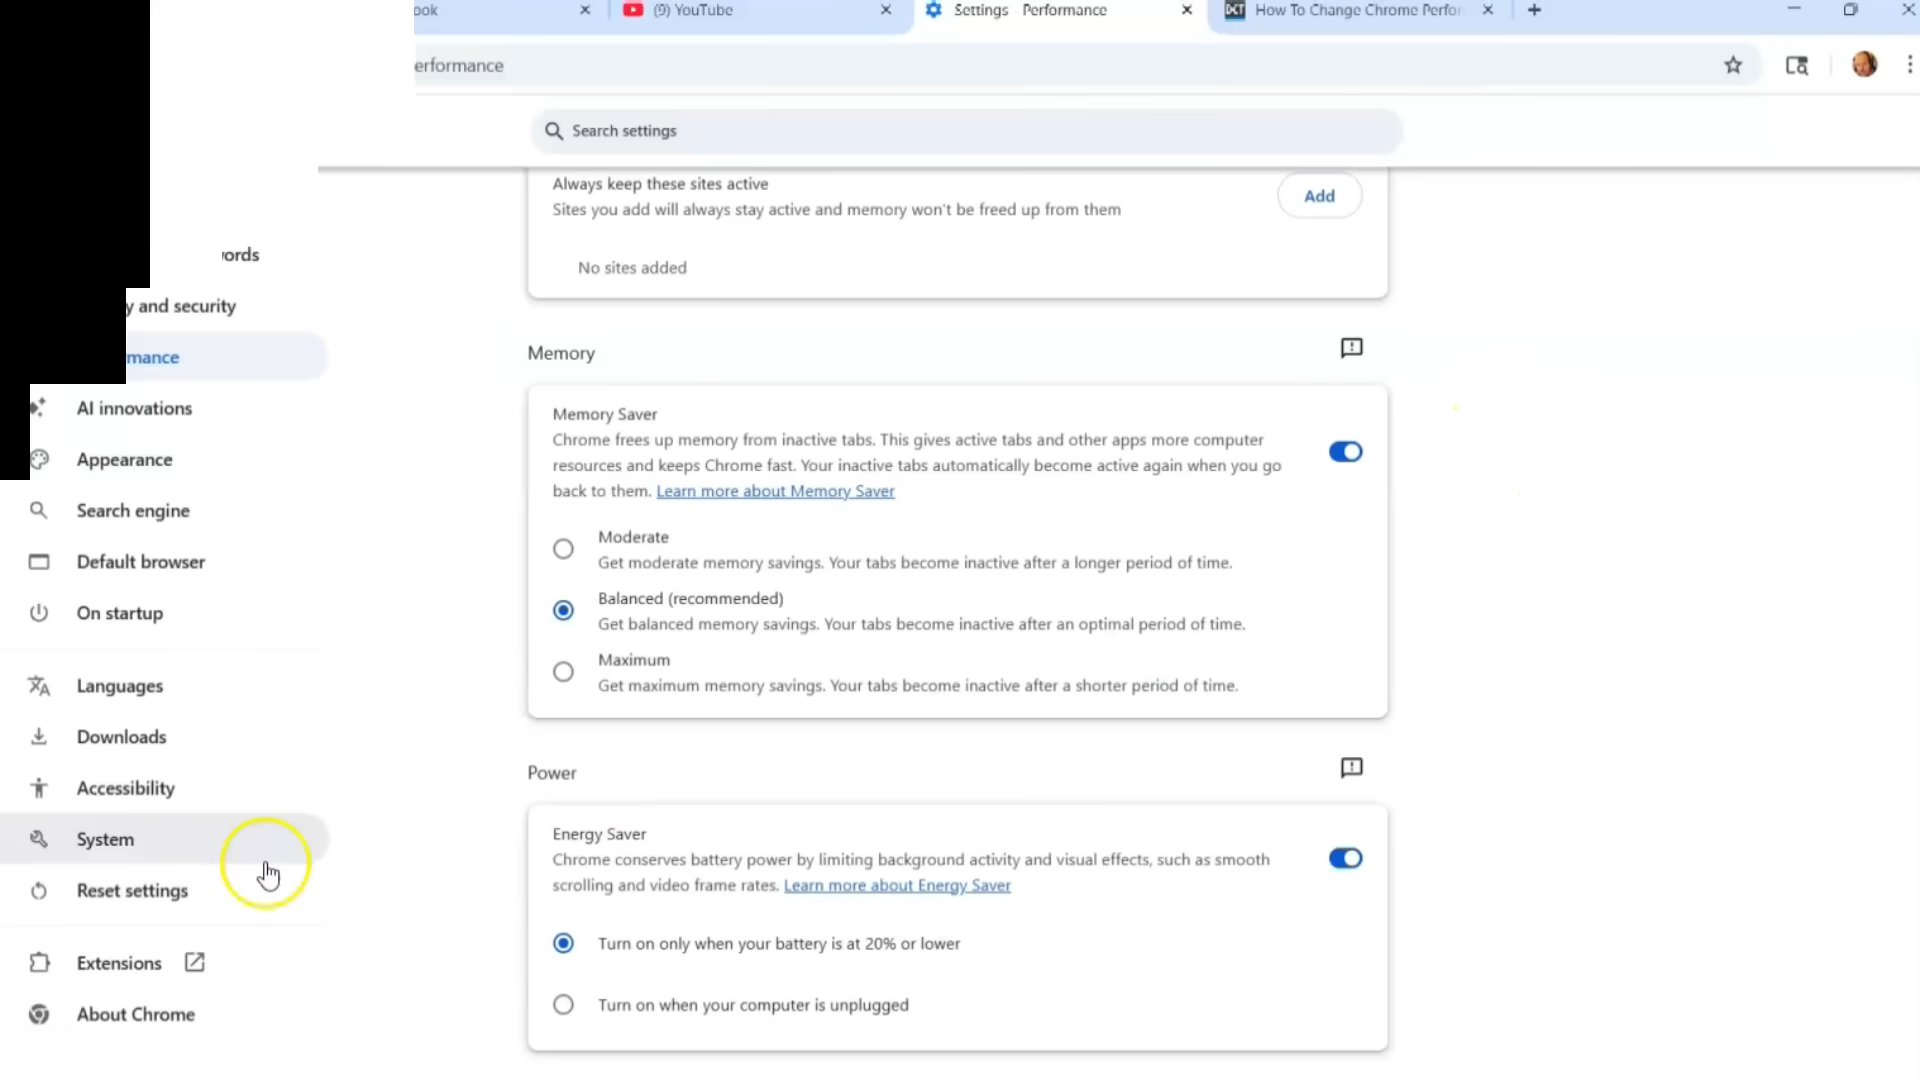 ook
(9) YouTube
Settings Performance
DCT How To Change Chrome Perfor
erformance
Search settings
Always keep these sites active
Sites you add will always stay active and memory won't be freed up from them
Add
No sites added
ords
y and security
mance
AI innovations
Appearance
Search engine
Default browser
On startup
Languages
Downloads
Accessibility
System
Reset settings
Extensions
About Chrome
Memory
Memory Saver
Chrome frees up memory from inactive tabs. This gives active tabs and other apps more computer
resources and keeps Chrome fast. Your inactive tabs automatically become active again when you go
back to them. Learn more about Memory Saver
Moderate
Get moderate memory savings. Your tabs become inactive after a longer period of time.
Balanced (recommended)
Get balanced memory savings. Your tabs become inactive after an optimal period of time.
Maximum
Get maximum memory savings. Your tabs become inactive after a shorter period of time.
Power
Energy Saver
Chrome conserves battery power by limiting background activity and visual effects, such as smooth
scrolling and video frame rates. Learn more about Energy Saver
Turn on only when your battery is at 20% or lower
Turn on when your computer is unplugged